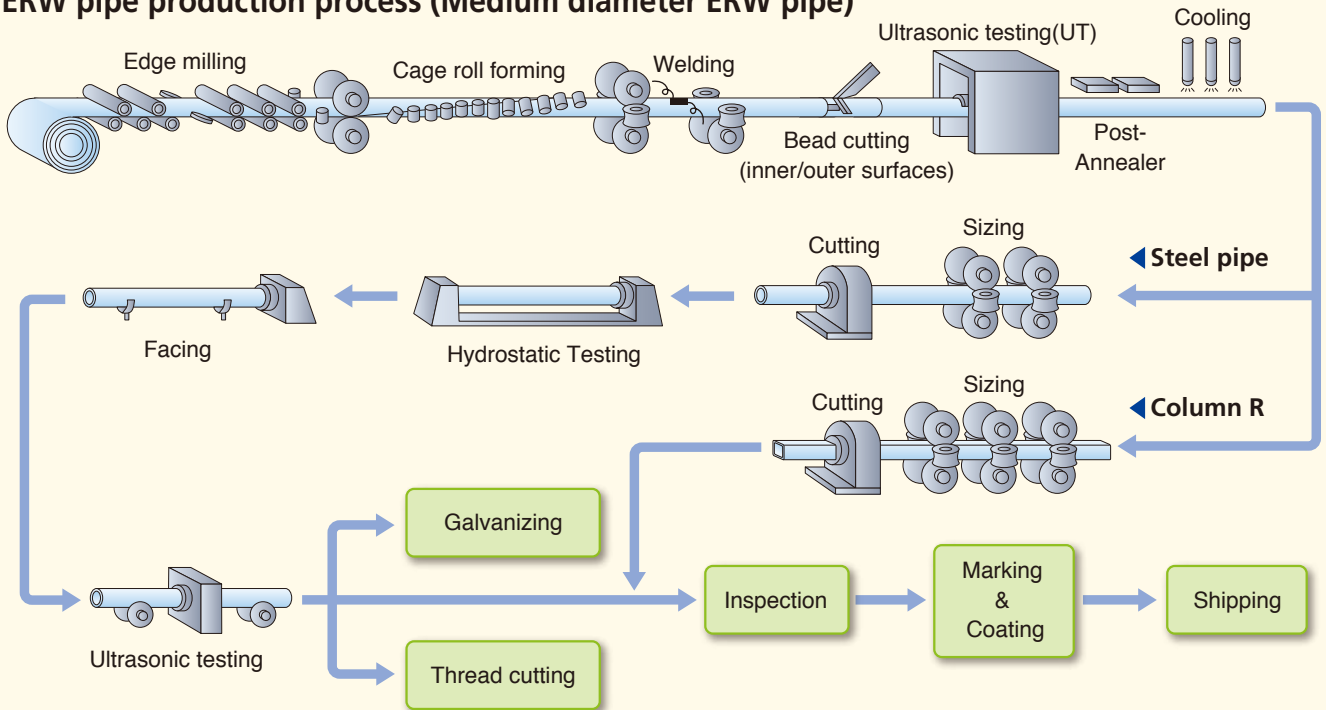 ERW pipe production process (Medium diameter ERW pipe)
Cooling
Ultrasonic testing(UT)
Edge milling
Cage roll forming
Welding
Bead cutting
(inner/outer surfaces)
Post-
Annealer
Sizing
Cutting
Steel pipe
Facing
Hydrostatic Testing
Sizing
Cutting
Column R
Galvanizing
Inspection
Marking
&
Coating
Shipping
Ultrasonic testing
Thread cutting